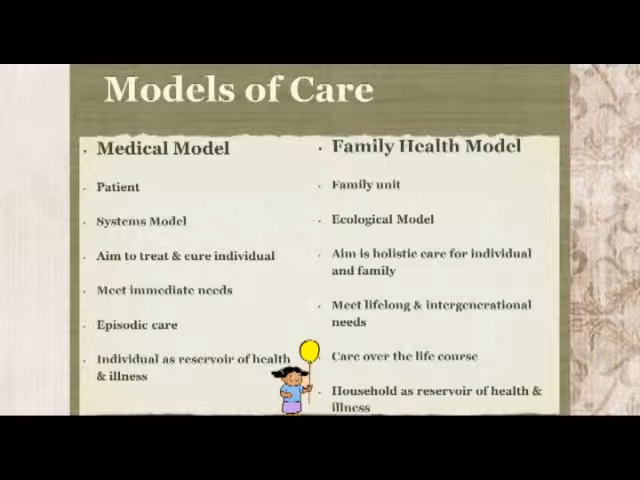 Models of Care
Medical Model
Patient
Systems Model
Aim to treat & cure individual
Meet immediate needs
Episodic care
Individual as reservoir of health
& illness
Family Health Model
Family unit
Ecological Model
Aim is holistic care for individual
and family
Meet lifelong & intergenerational
needs
Care over the life course
Household as reservoir of health &
illness